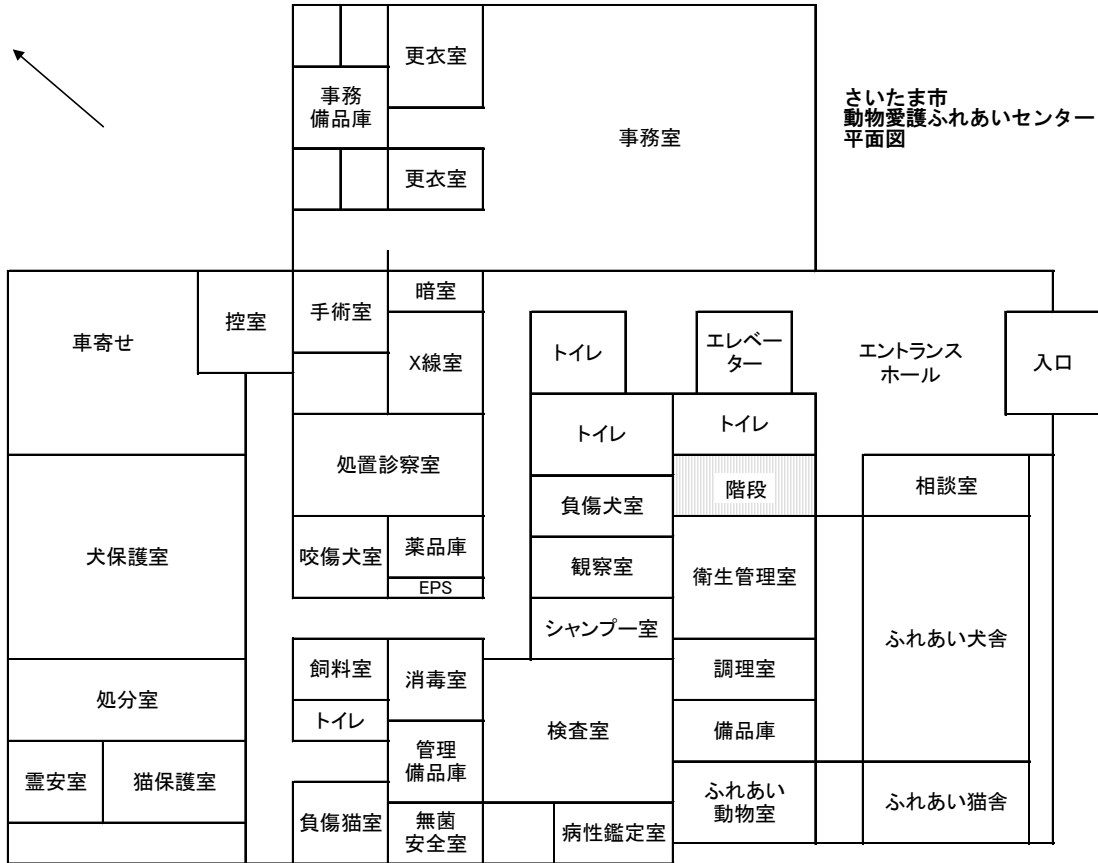 更衣室
事務
備品庫
事務室
さいたま市
動物愛護ふれあいセンター
平面図
更衣室
車寄せ
控室
手術室
暗室
X線室
トイレ
エレベー
ター
エントランス
ホール
入口
処置診察室
トイレ
トイレ
階段
相談室
犬保護室
咬傷犬室
薬品庫
EPS
負傷犬室
観察室
シャンプー室
衛生管理室
ふれあい犬舎
飼料室
トイレ
消毒室
検査室
調理室
備品庫
処分室
霊安室
猫保護室
管理
備品庫
負傷猫室
無菌
安全室
病性鑑定室
ふれあい
動物室
ふれあい猫舎